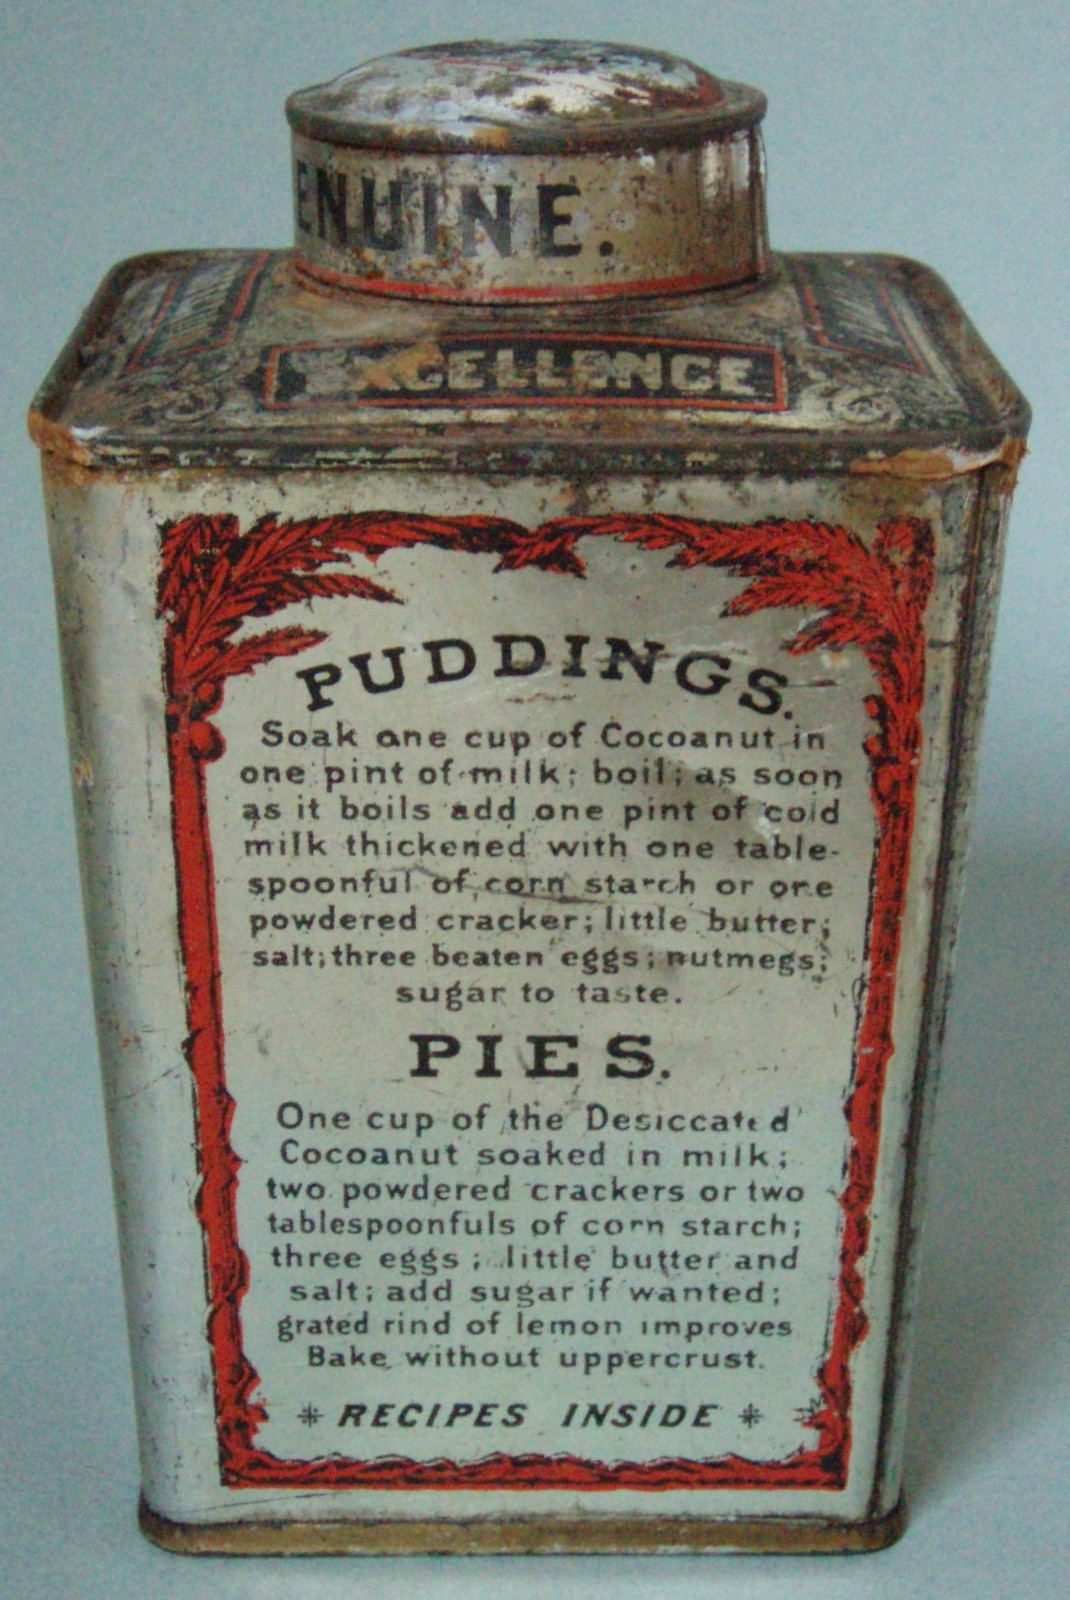 ENUINE.
EXCELLENCE
PUDDINGS.
Soak one cup of Cocoanut in
one pint of milk; boil; as soon
as it boils add one pint of cold
milk thickened with one table-
spoonful of corn starch or one
powdered cracker; little butter;
salt; three beaten eggs; nutmegs;
sugar to taste.
PIES.
One cup of the Desiccated
Cocoanut soaked in milk;
two powdered crackers or two
tablespoonfuls of corn starch;
three eggs; little butter and
salt; add sugar if wanted;
grated rind of lemon improves
Bake without uppercrust.
RECIPES INSIDE